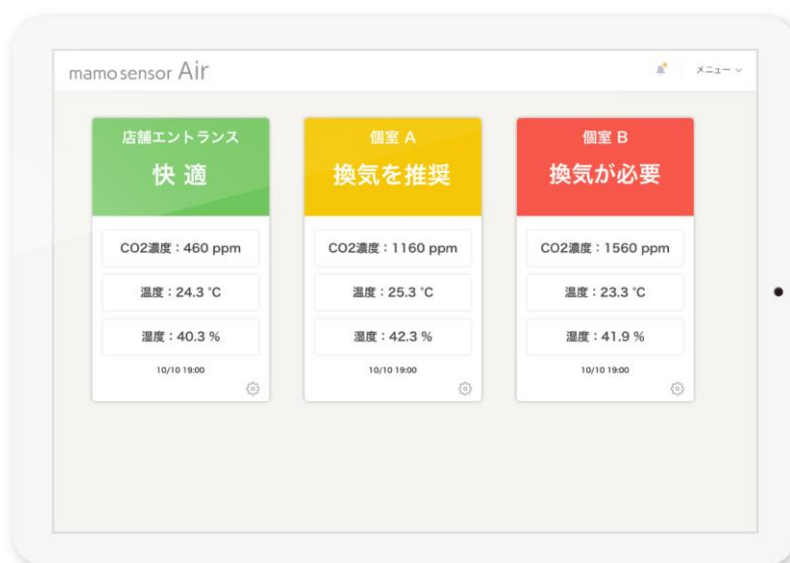 mamo sensor Air
メニュー
店舗エントランス
快適
CO2濃度：460 ppm
温度：24.3 ℃
湿度：40.3 %
10/10 19:00
個室 A
換気を推奨
CO2濃度：1160 ppm
温度：25.3 ℃
湿度：42.3 %
10/10 19:00
個室 B
換気が必要
CO2濃度：1560 ppm
温度：23.3 ℃
湿度：41.9 %
10/10 19:00